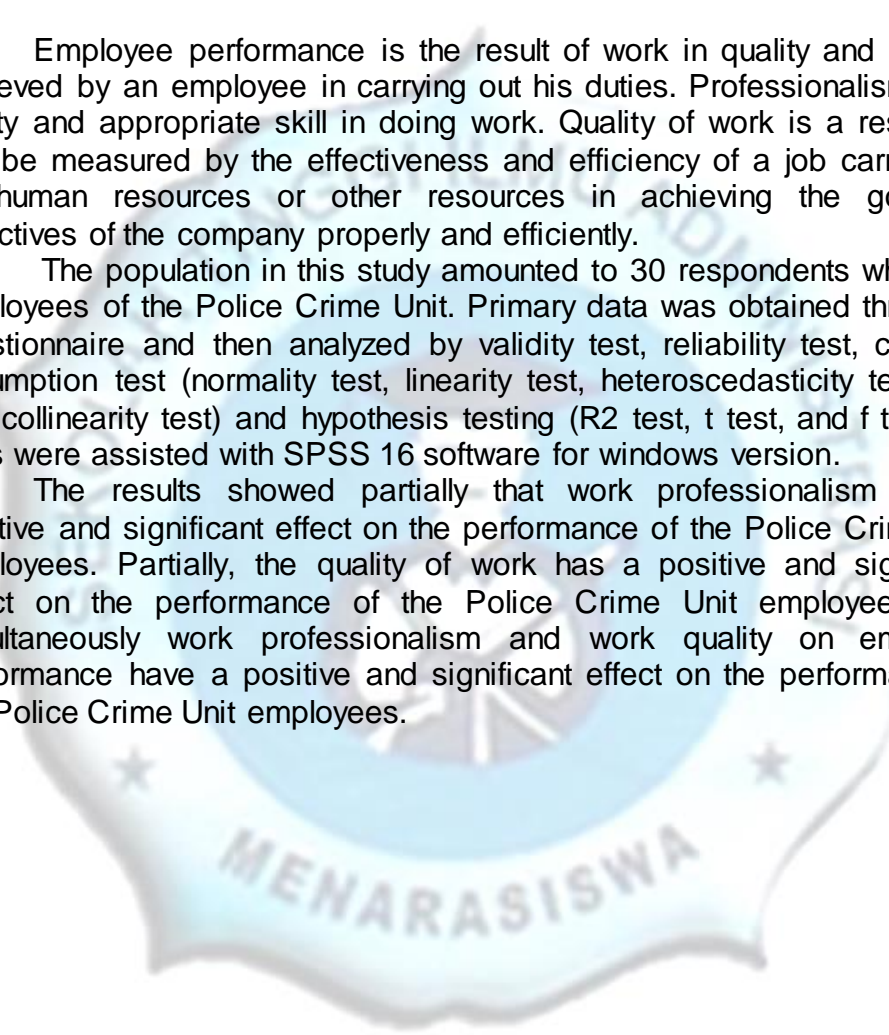 Employee performance is the result of work in quality and
eved by an employee in carrying out his duties. Professionalism
ty and appropriate skill in doing work. Quality of work is a res
be measured by the effectiveness and efficiency of a job carr
human resources or other resources in achieving the go
ctives of the company properly and efficiently.
The population in this study amounted to 30 respondents wh
loyees of the Police Crime Unit. Primary data was obtained thr
stionnaire and then analyzed by validity test, reliability test, c
umption test (normality test, linearity test, heteroscedasticity te
collinearity test) and hypothesis testing (R2 test, t test, and f t
s were assisted with SPSS 16 software for windows version.
The results showed partially that work professionalism
tive and significant effect on the performance of the Police Crim
loyees. Partially, the quality of work has a positive and sig
ct on the performance of the Police Crime Unit employee
ultaneously work professionalism and work quality on em
ormance have a positive and significant effect on the performa
Police Crime Unit employees.
SEKOLAH TINGGI ILMU ADMINISTRASI
MENARASISWA